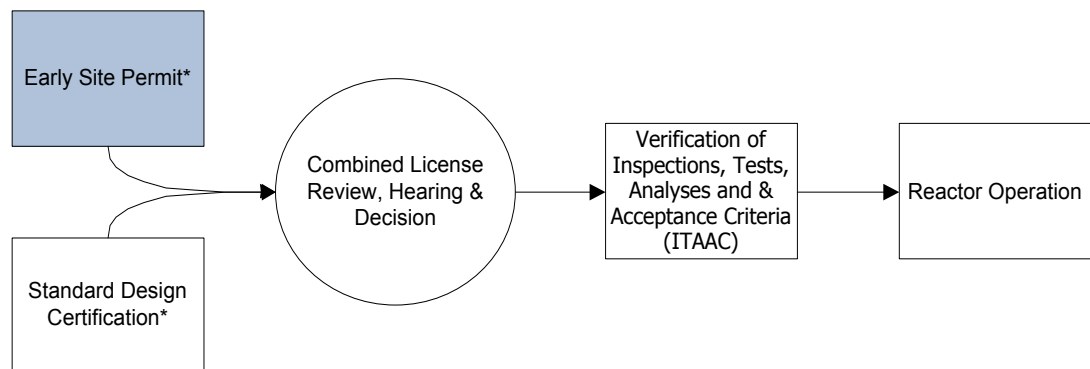 Early Site Permit*
Standard Design
Certification*
Combined License
Review, Hearing &
Decision
Verification of
Inspections, Tests,
Analyses and &
Acceptance Criteria
(ITAAC)
Reactor Operation